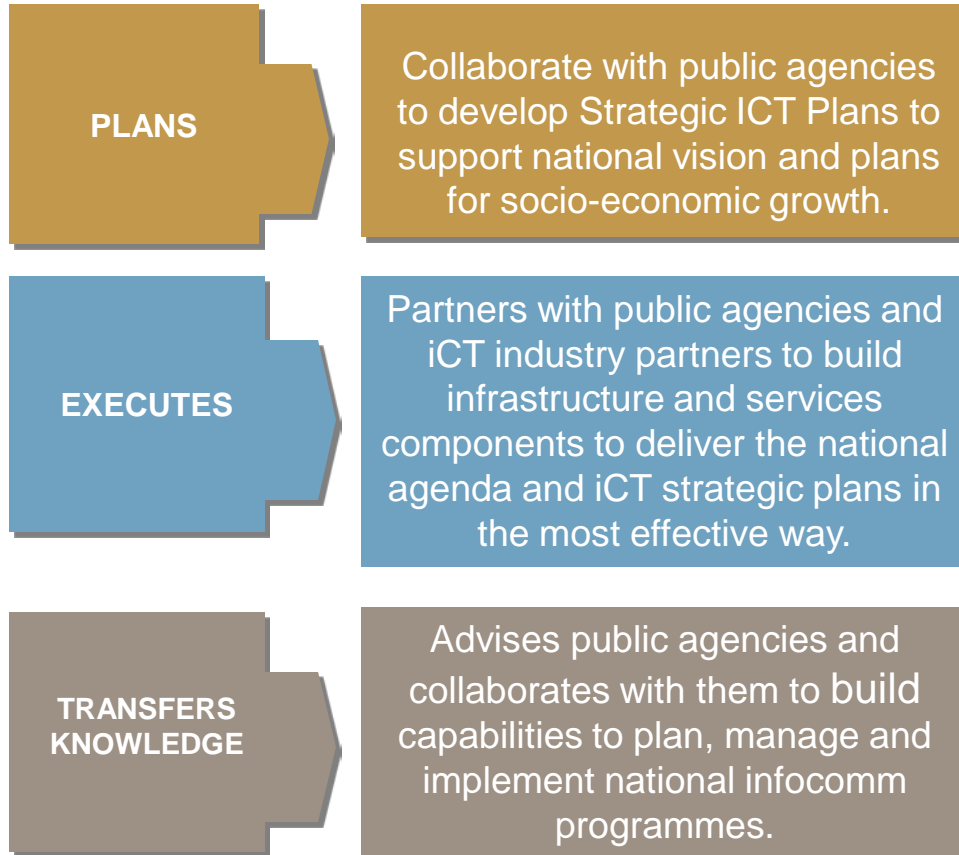 PLANS
Collaborate with public agencies
to develop Strategic ICT Plans to
support national vision and plans
for socio-economic growth.
EXECUTES
Partners with public agencies and
iCT industry partners to build
infrastructure and services
components to deliver the national
agenda and iCT strategic plans in
the most effective way.
TRANSFERS
KNOWLEDGE
Advises public agencies and
collaborates with them to build
capabilities to plan, manage and
implement national infocomm
programmes.